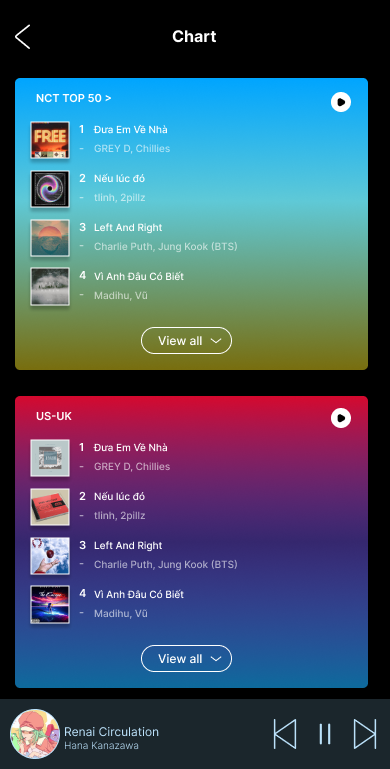 Chart
NCT TOP 50 >
FREE
1 Đưa Em Về Nhà
- GREY D, Chillies
2 Nếu lúc đó
- tlinh, 2pillz
3 Left And Right
- Charlie Puth, Jung Kook (BTS)
4 Vì Anh Đâu Có Biết
- Madihu, Vũ
View all
US-UK
1 Đưa Em Về Nhà
- GREY D, Chillies
2 Nếu lúc đó
- tlinh, 2pillz
3 Left And Right
- Charlie Puth, Jung Kook (BTS)
4 Vì Anh Đâu Có Biết
- Madihu, Vũ
View all
Renai Circulation
Hana Kanazawa